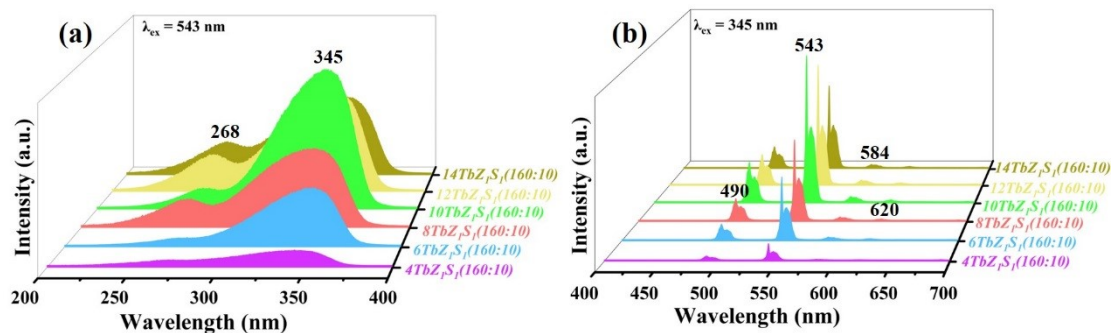 (a)
λex = 543 nm
345
268
Intensity (a.u.)
14TbZ1S1(160:10)
12TbZ1S1(160:10)
10TbZ1S1(160:10)
8TbZ1S1(160:10)
6TbZ1S1(160:10)
4TbZ1S1(160:10)
200 250 300 350 400
Wavelength (nm)
(b)
λex = 345 nm
543
584
490
620
Intensity (a.u.)
14TbZ1S1(160:10)
12TbZ1S1(160:10)
10TbZ1S1(160:10)
8TbZ1S1(160:10)
6TbZ1S1(160:10)
4TbZ1S1(160:10)
400 450 500 550 600 650 700
Wavelength (nm)